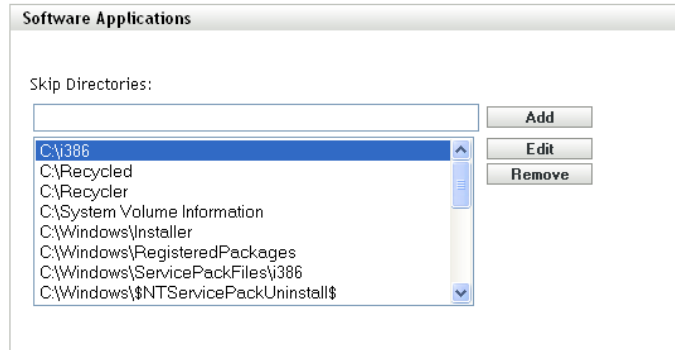 Software Applications
Skip Directories:
Add
C:\i386
Edit
C:\Recycled
Remove
C:\Recycler
C:\System Volume Information
C:\Windows\Installer
C:\Windows\RegisteredPackages
C:\Windows\ServicePackFiles\i386
C:\Windows\$NTServicePackUninstall$